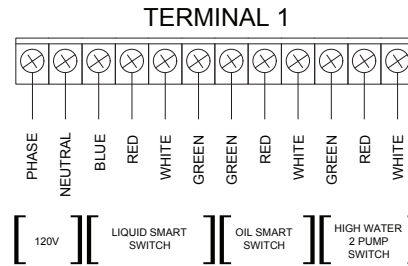 TERMINAL 1
PHASE
NEUTRAL
BLUE
RED
WHITE
GREEN
GREEN
RED
WHITE
GREEN
RED
WHITE
120V
LIQUID SMART
SWITCH
OIL SMART
SWITCH
HIGH WATER
2 PUMP
SWITCH